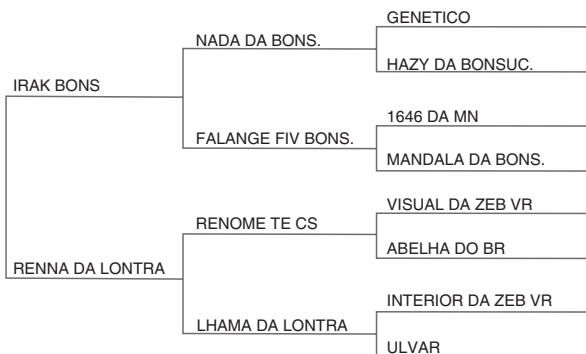 GENETICO
NADA DA BONS.
HAZY DA BONSUC.
IRAK BONS
1646 DA MN
FALANGE FIV BONS.
MANDALA DA BONS.
VISUAL DA ZEB VR
RENOME TE CS
ABELHA DO BR
RENNA DA LONTRA
INTERIOR DA ZEB VR
LHAMA DA LONTRA
ULVAR